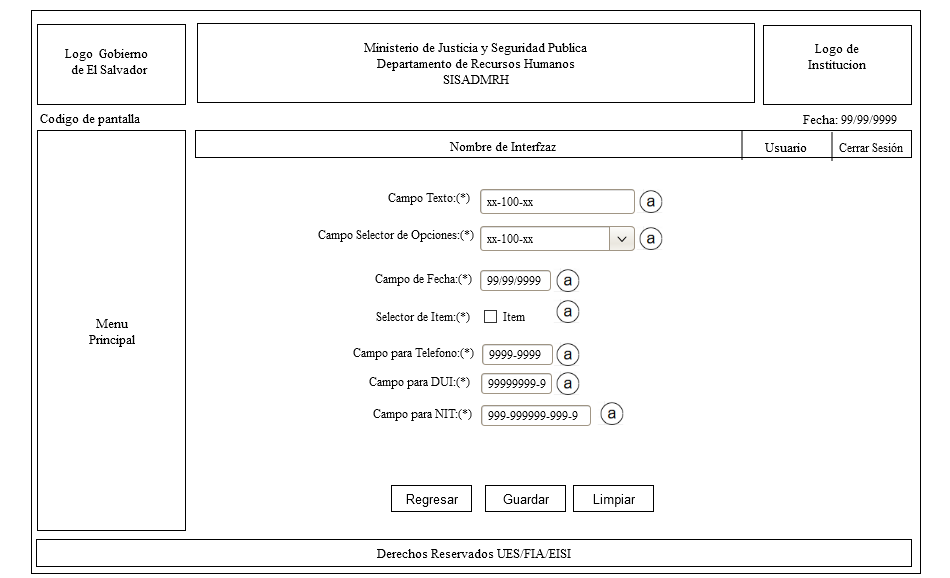 Logo Gobierno
de El Salvador
Ministerio de Justicia y Seguridad Publica
Departamento de Recursos Humanos
SISADMRH
Logo de
Institucion
Codigo de pantalla
Fecha: 99/99/9999
Nombre de Interfzaz
Usuario
Cerrar Sesión
Menu
Principal
Campo Texto:(*) xx-100-xx a
Campo Selector de Opciones:(*) xx-100-xx a
Campo de Fecha:(*) 99/99/9999 a
Selector de Item:(*) Item a
Campo para Telefono:(*) 9999-9999 a
Campo para DUI:(*) 99999999-9 a
Campo para NIT:(*) 999-999999-999-9 a
Regresar Guardar Limpiar
Derechos Reservados UES/FIA/EISI